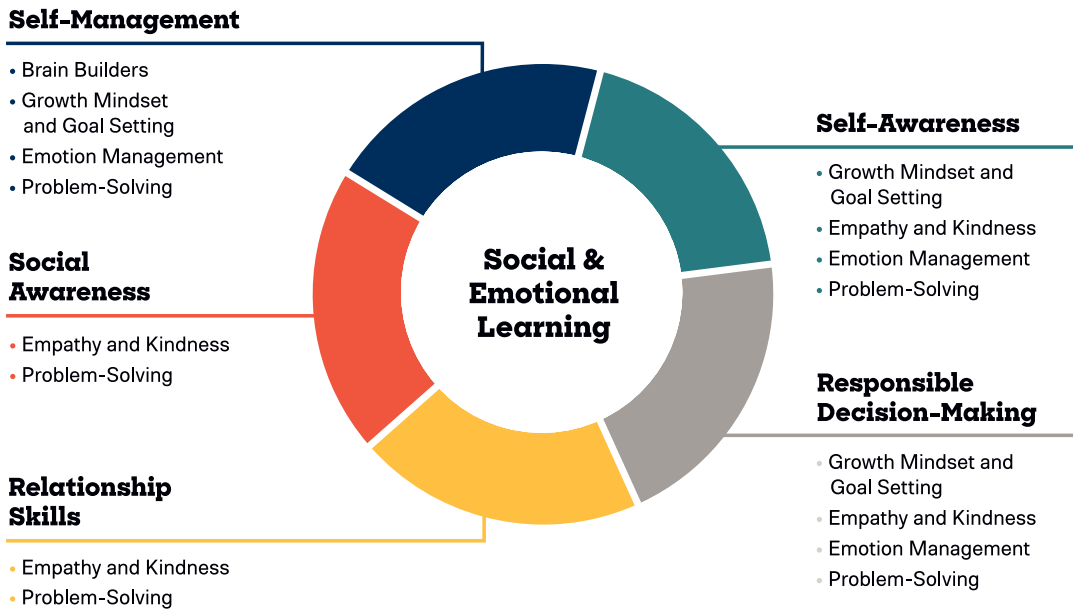 Self-Management
• Brain Builders
• Growth Mindset
and Goal Setting
• Emotion Management
• Problem-Solving
Social
Awareness
• Empathy and Kindness
• Problem-Solving
Relationship
Skills
• Empathy and Kindness
• Problem-Solving
Social &
Emotional
Learning
Self-Awareness
• Growth Mindset and
Goal Setting
• Empathy and Kindness
• Emotion Management
• Problem-Solving
Responsible
Decision-Making
• Growth Mindset and
Goal Setting
• Empathy and Kindness
• Emotion Management
• Problem-Solving